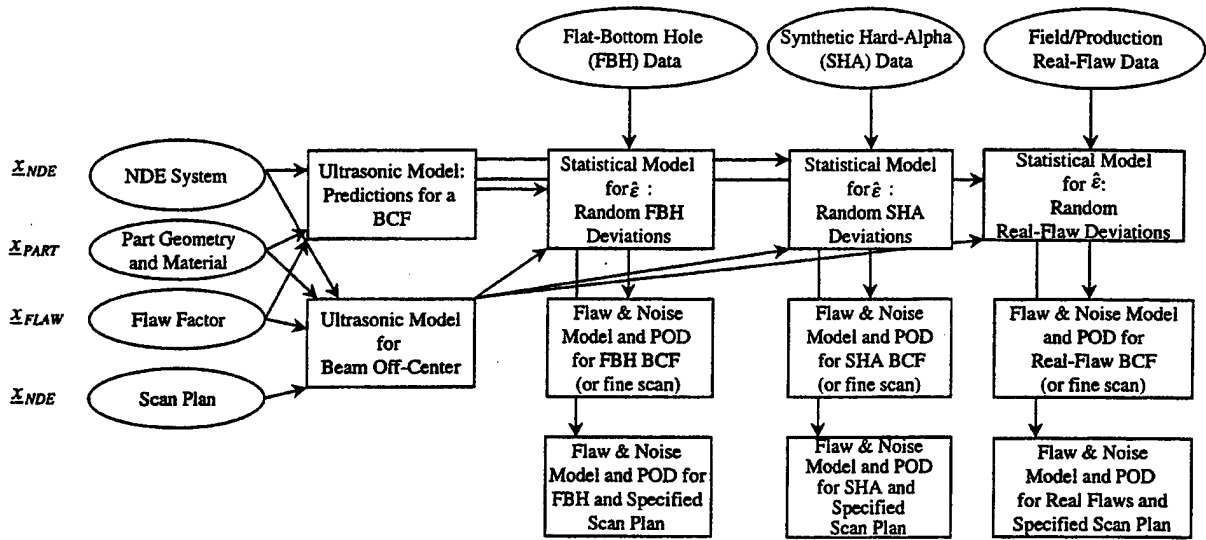 Flat-Bottom Hole
(FBH) Data
Synthetic Hard-Alpha
(SHA) Data
Field/Production
Real-Flaw Data
x_NDE
NDE System
x_PART
Part Geometry
and Material
x_FLAW
Flaw Factor
x_NDE
Scan Plan
Ultrasonic Model:
Predictions for a
BCF
Ultrasonic Model
for
Beam Off-Center
Statistical Model
for ε̂ :
Random FBH
Deviations
Statistical Model
for ε̂ :
Random SHA
Deviations
Statistical Model
for ε̂:
Random
Real-Flaw Deviations
Flaw & Noise
Model and POD
for FBH BCF
(or fine scan)
Flaw & Noise
Model and POD
for SHA BCF
(or fine scan)
Flaw & Noise Model
and POD for
Real-Flaw BCF
(or fine scan)
Flaw & Noise
Model and POD for
FBH and Specified
Scan Plan
Flaw & Noise
Model and POD
for SHA and
Specified
Scan Plan
Flaw & Noise
Model and POD
for Real Flaws and
Specified Scan Plan